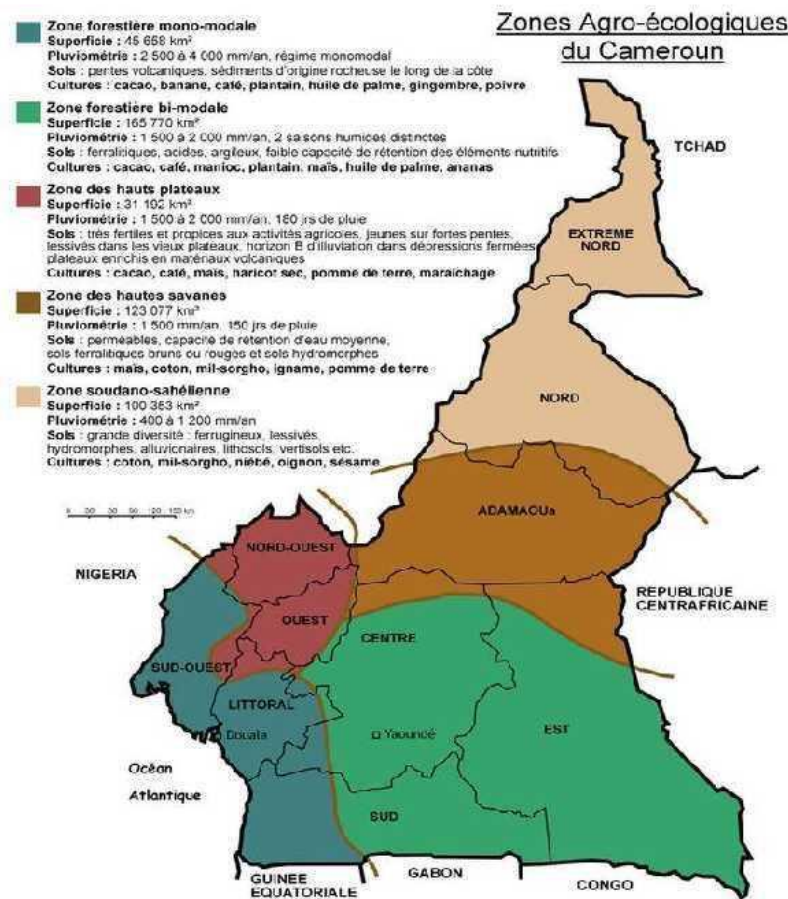 Zones Agro-écologiques
du Cameroun
Zone forestière mono-modale
Superficie : 45 658 km²
Pluviométrie : 2 500 à 4 000 mm/an, régime monomodal
Sols : pentes volcaniques, sédiments d'origine rocheuse le long de la côte
Cultures : cacao, banane, café, plantain, huile de palme, gingembre, poivre
Zone forestière bi-modale
Superficie : 165 770 km²
Pluviométrie : 1 500 à 2 000 mm/an, 2 saisons humides distinctes
Sols : ferralitiques, acides, argileux, faible capacité de rétention des éléments nutritifs
Cultures : cacao, café, manioc, plantain, maïs, huile de palme, ananas
Zone des hauts plateaux
Superficie : 31 192 km²
Pluviométrie : 1 500 à 2 000 mm/an, 180 jrs de pluie
Sols : très fertiles et propices aux activités agricoles, jeunes sur fortes pentes,
lessivés dans les vieux plateaux, horizon B d'illuviation dans dépressions fermées
plateaux enrichis en matériaux volcaniques
Cultures : cacao, café, maïs, haricot sec, pomme de terre, maraîchage
Zone des hautes savanes
Superficie : 123 077 km²
Pluviométrie : 1 500 mm/an, 150 jrs de pluie
Sols : perméables, capacité de rétention d'eau moyenne,
sols ferralitiques bruns ou rouges et sols hydromorphes
Cultures : maïs, coton, mil-sorgho, igname, pomme de terre
Zone soudano-sahélienne
Superficie : 100 353 km²
Pluviométrie : 400 à 1 200 mm/an
Sols : grande diversité : ferrugineux, lessivés,
hydromorphes, alluvionaires, lithosols, vertisols etc.
Cultures : coton, mil-sorgho, niébé, oignon, sésame
TCHAD
EXTREME
NORD
NORD
ADAMAOUa
NORD-OUEST
NIGERIA
REPUBLIQUE
CENTRAFRICAINE
OUEST
CENTRE
SUD-OUEST
LITTORAL
EST
Douala
Yaoundé
Océan
Atlantique
SUD
GUINEE
EQUATORIALE
GABON
CONGO